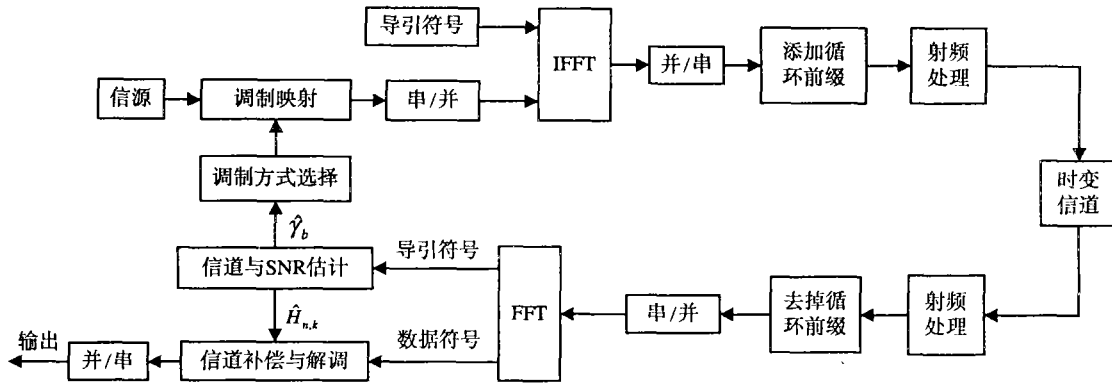 导引符号
IFFT
并/串
添加循
环前缀
射频
处理
信源
调制映射
串/并
调制方式选择
时变
信道
γ̂_b
信道与SNR估计
导引符号
FFT
串/并
去掉循
环前缀
射频
处理
Ĥ_{n,k}
输出
并/串
信道补偿与解调
数据符号